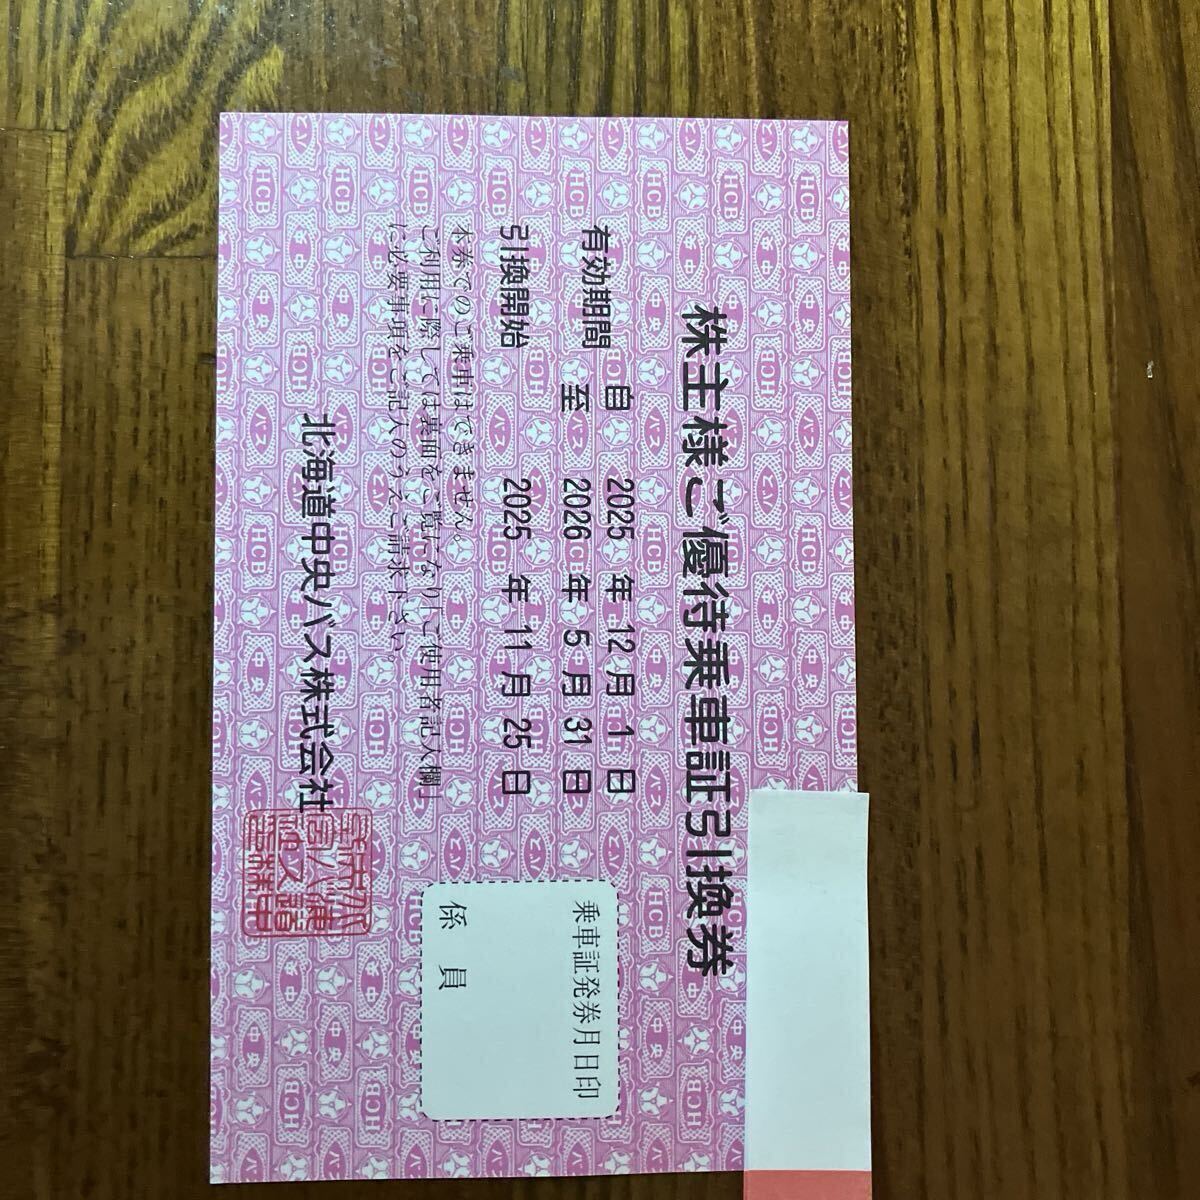 株主様ご優待乗車証引換券
有効期間 自 2025 年 12 月 1 日
至 2026 年 5 月 31 日
引換開始 2025 年 11 月 25 日
本券でのご乗車はできません。
ご利用に際しては裏面をご覧になり「ご使用者記入欄」
に必要事項をご記入のうえご請求下さい。
北海道中央バス株式会社
乗車証発券月日印
係 員
HCB
中央
バス